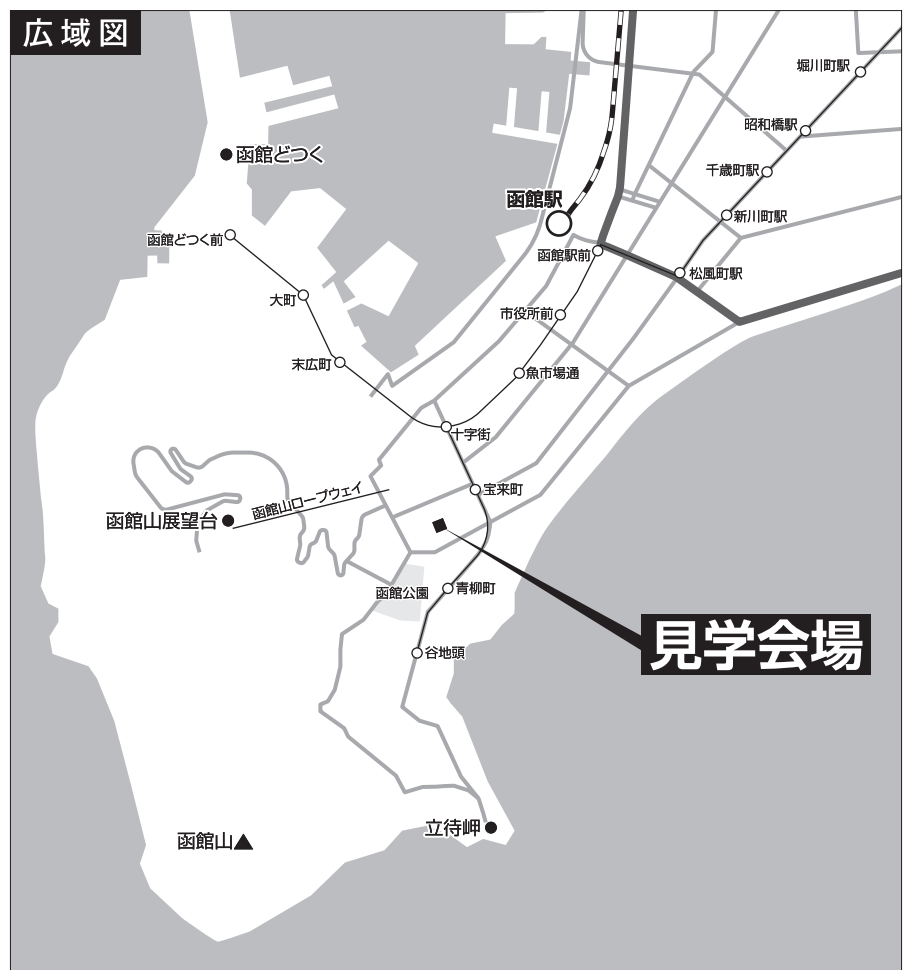 広域図
堀川町駅
昭和橋駅
函館どつく
千歳町駅
函館駅
新川町駅
函館どつく前
函館駅前
松風町駅
大町
市役所前
末広町
魚市場通
十字街
宝来町
函館山ロープウェイ
函館山展望台
函館公園
青柳町
見学会場
谷地頭
立待岬
函館山